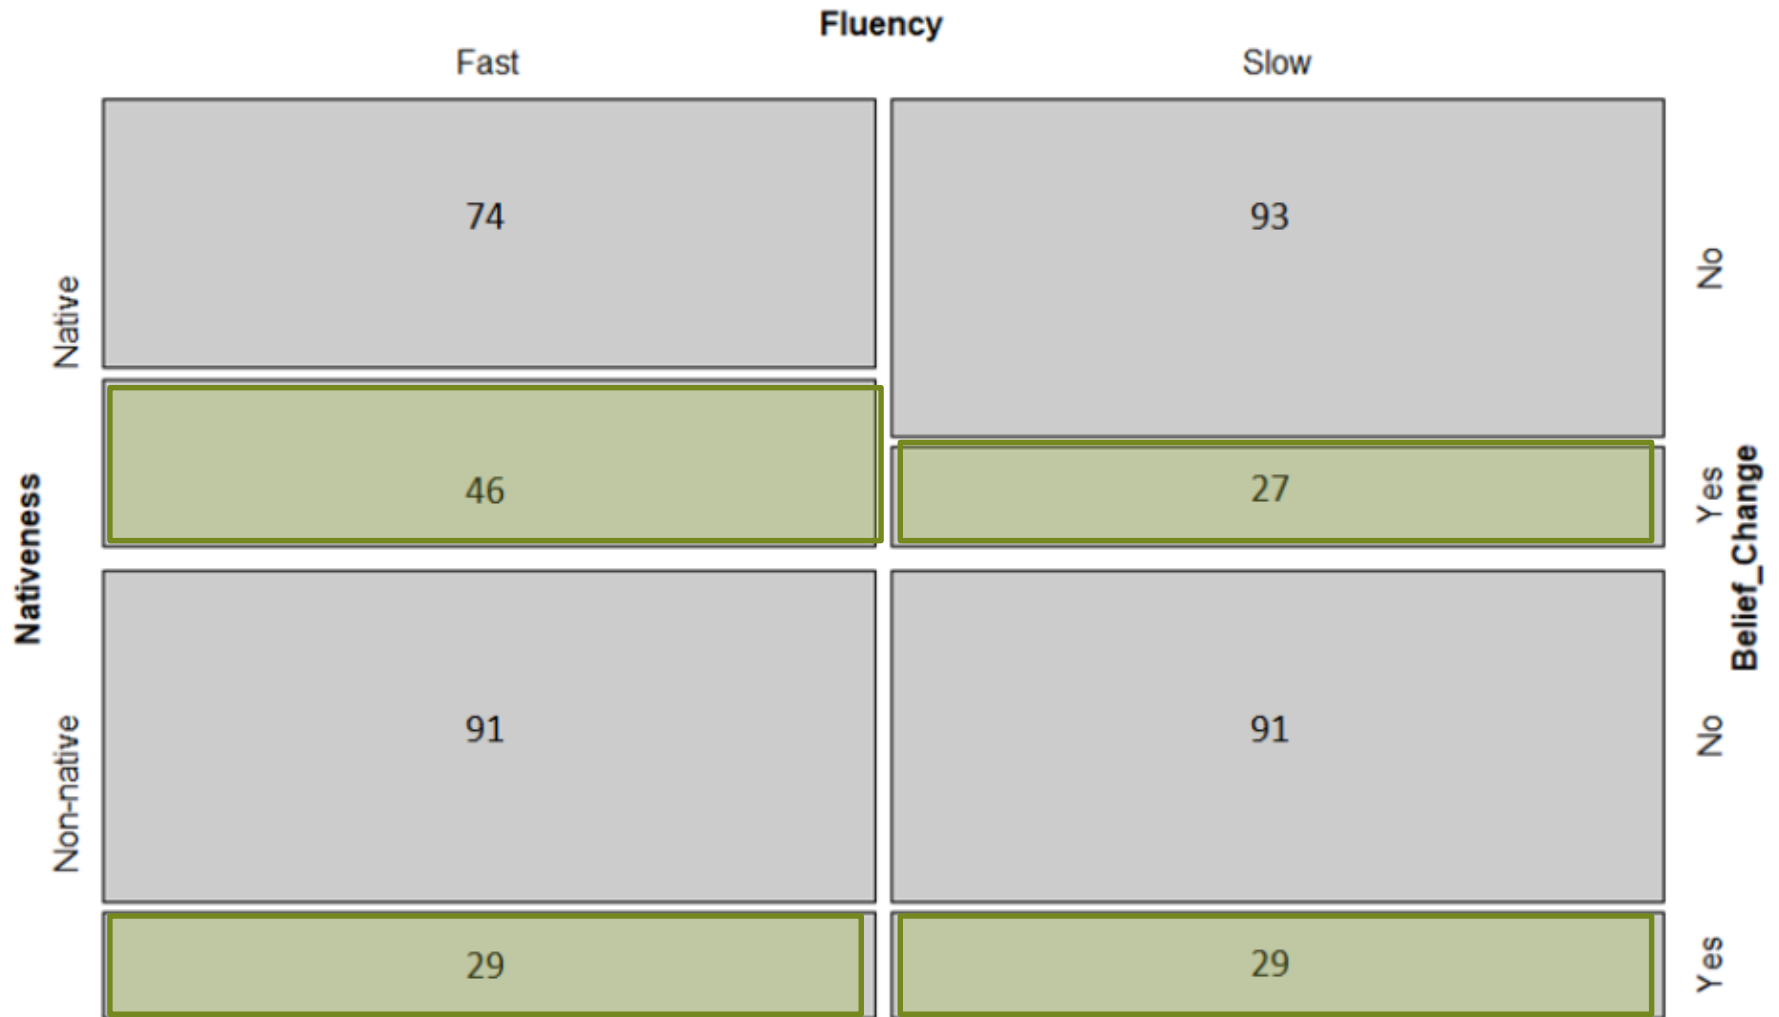 Fluency
Fast Slow
Native
74
93
No
46
27
Yes
Nativeness
Belief_Change
Non-native
91
91
No
29
29
Yes